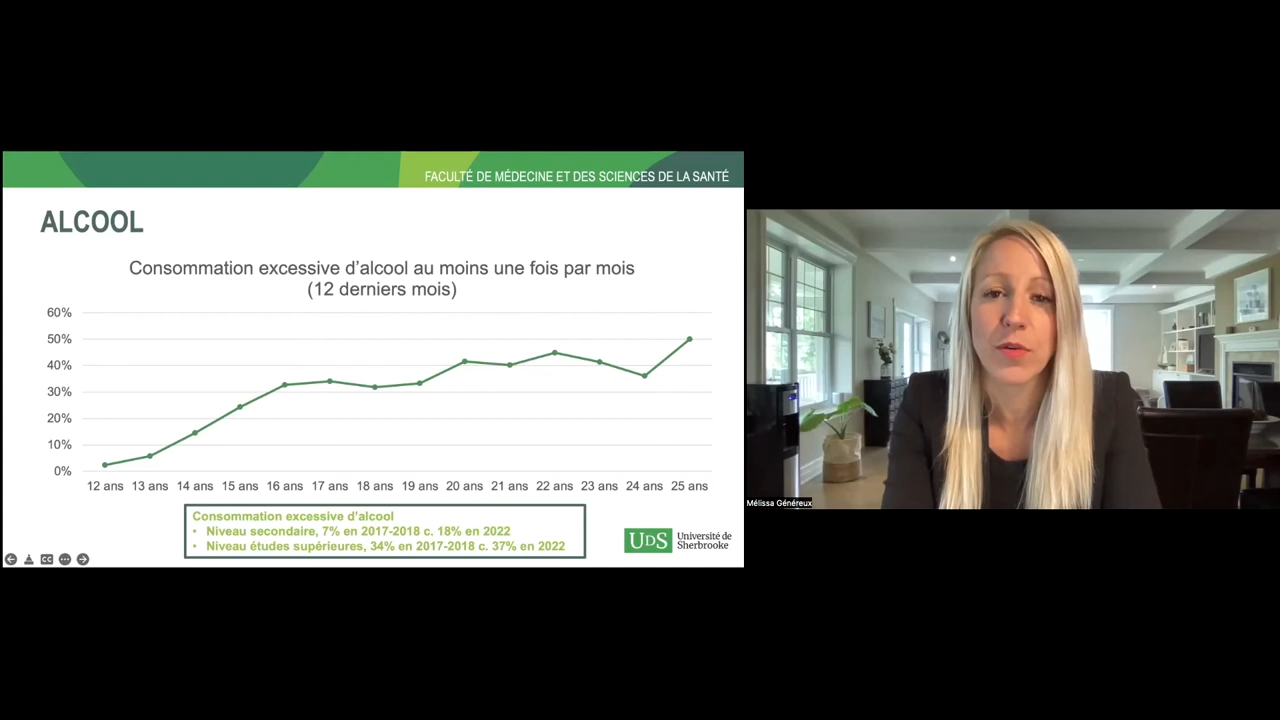 FACULTÉ DE MÉDECINE ET DES SCIENCES DE LA SANTÉ
ALCOOL
Consommation excessive d'alcool au moins une fois par mois
(12 derniers mois)
60%
50%
40%
30%
20%
10%
0%
12 ans 13 ans 14 ans 15 ans 16 ans 17 ans 18 ans 19 ans 20 ans 21 ans 22 ans 23 ans 24 ans 25 ans
Consommation excessive d'alcool
• Niveau secondaire, 7% en 2017-2018 c. 18% en 2022
• Niveau études supérieures, 34% en 2017-2018 c. 37% en 2022
UDS Université de
Sherbrooke
CC
Mélissa Généreux